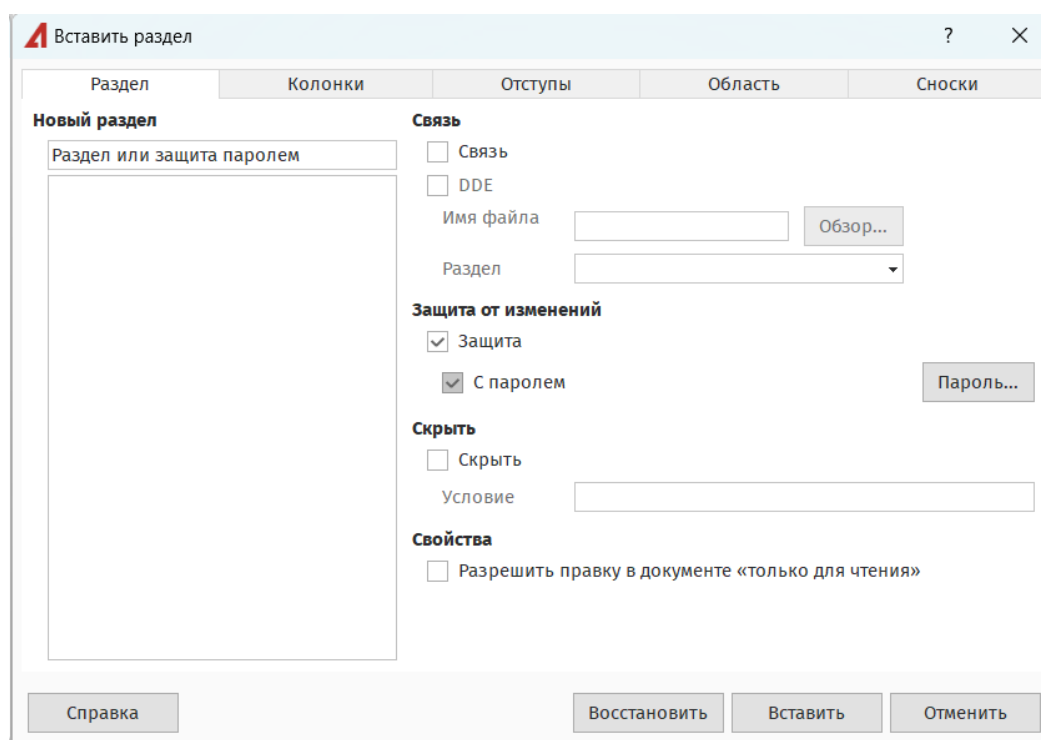 Вставить раздел
?
Раздел Колонки Отступы Область Сноски
Новый раздел
Раздел или защита паролем
Связь
Связь
DDE
Имя файла
Обзор...
Раздел
Защита от изменений
Защита
С паролем
Пароль...
Скрыть
Скрыть
Условие
Свойства
Разрешить правку в документе «только для чтения»
Справка Восстановить Вставить Отменить